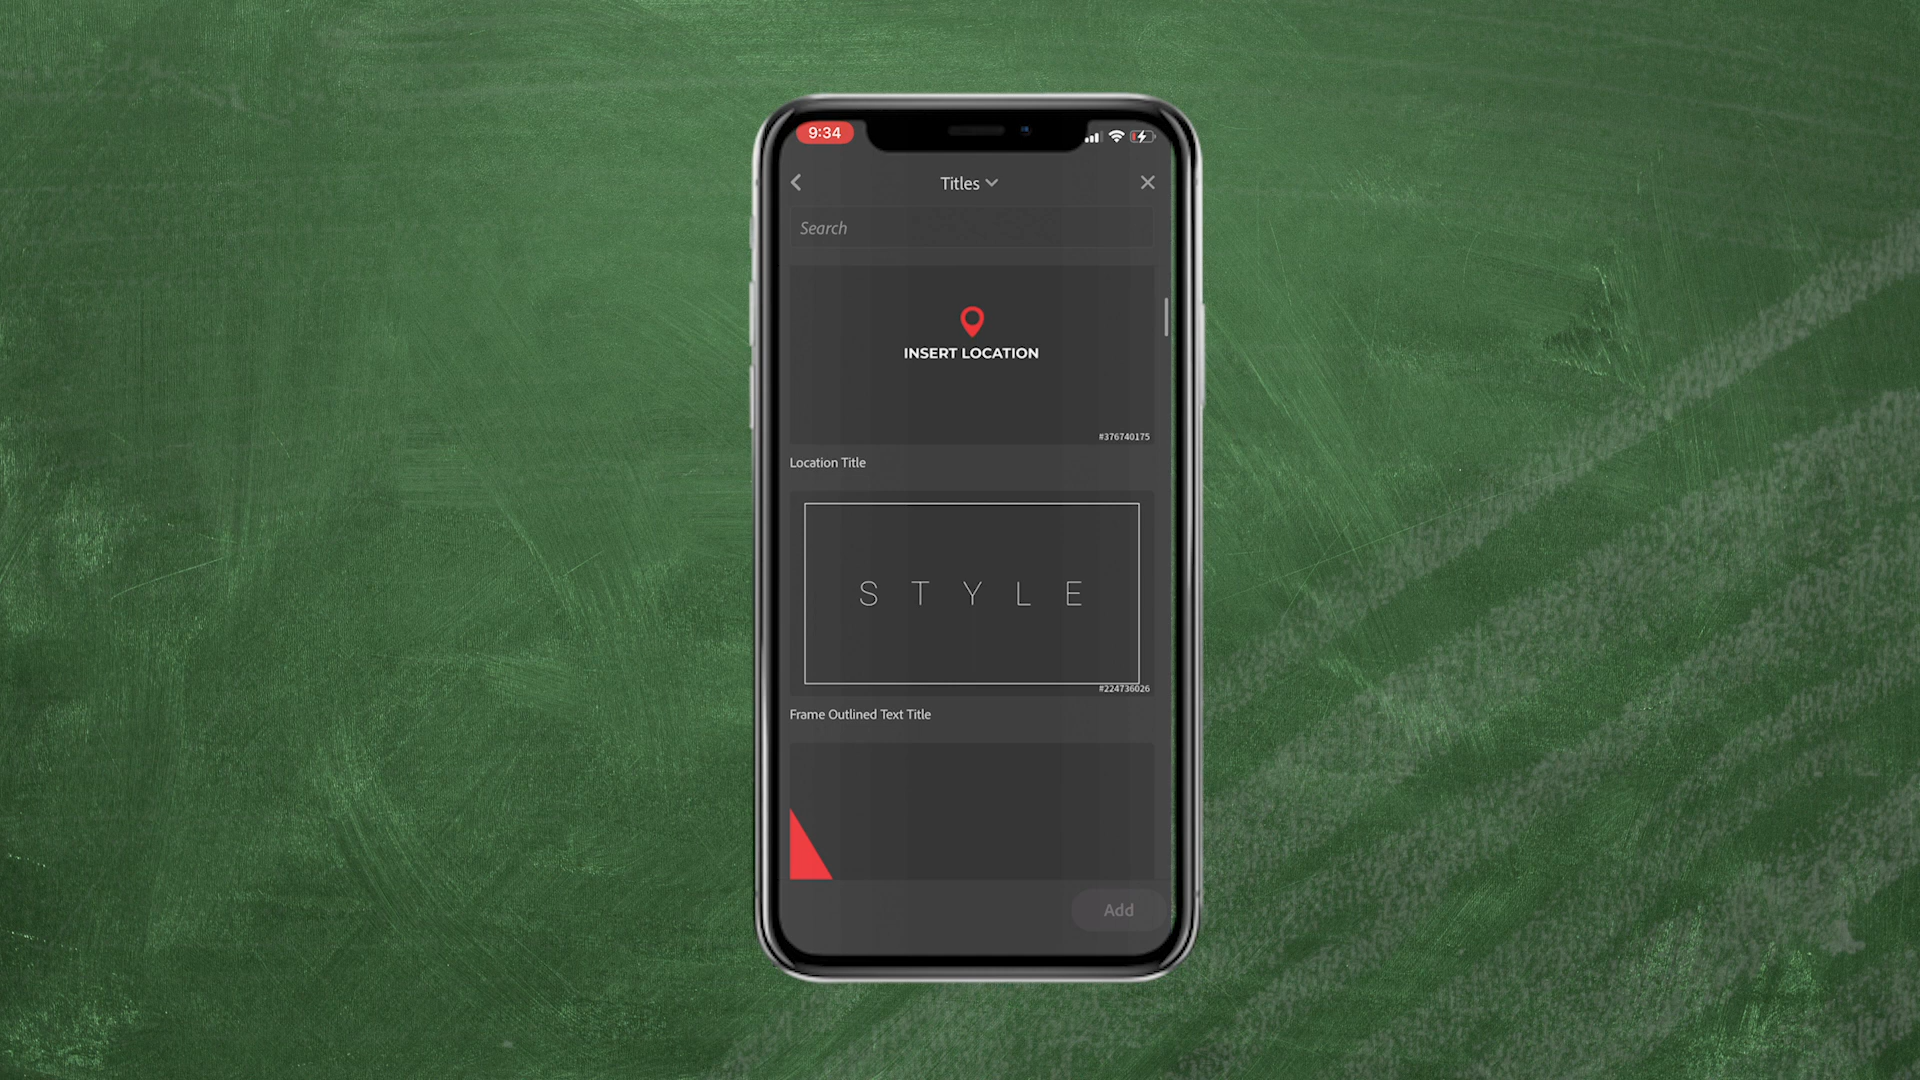 9:34
Titles
Search
INSERT LOCATION
#376740175
Location Title
S T Y L E
#224736026
Frame Outlined Text Title
Add